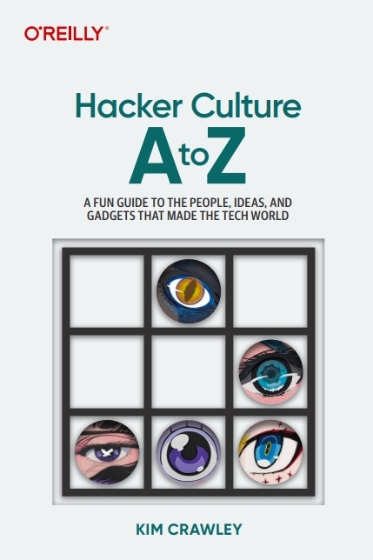 O'REILLY®
Hacker Culture
A to Z
A FUN GUIDE TO THE PEOPLE, IDEAS, AND
GADGETS THAT MADE THE TECH WORLD
KIM CRAWLEY